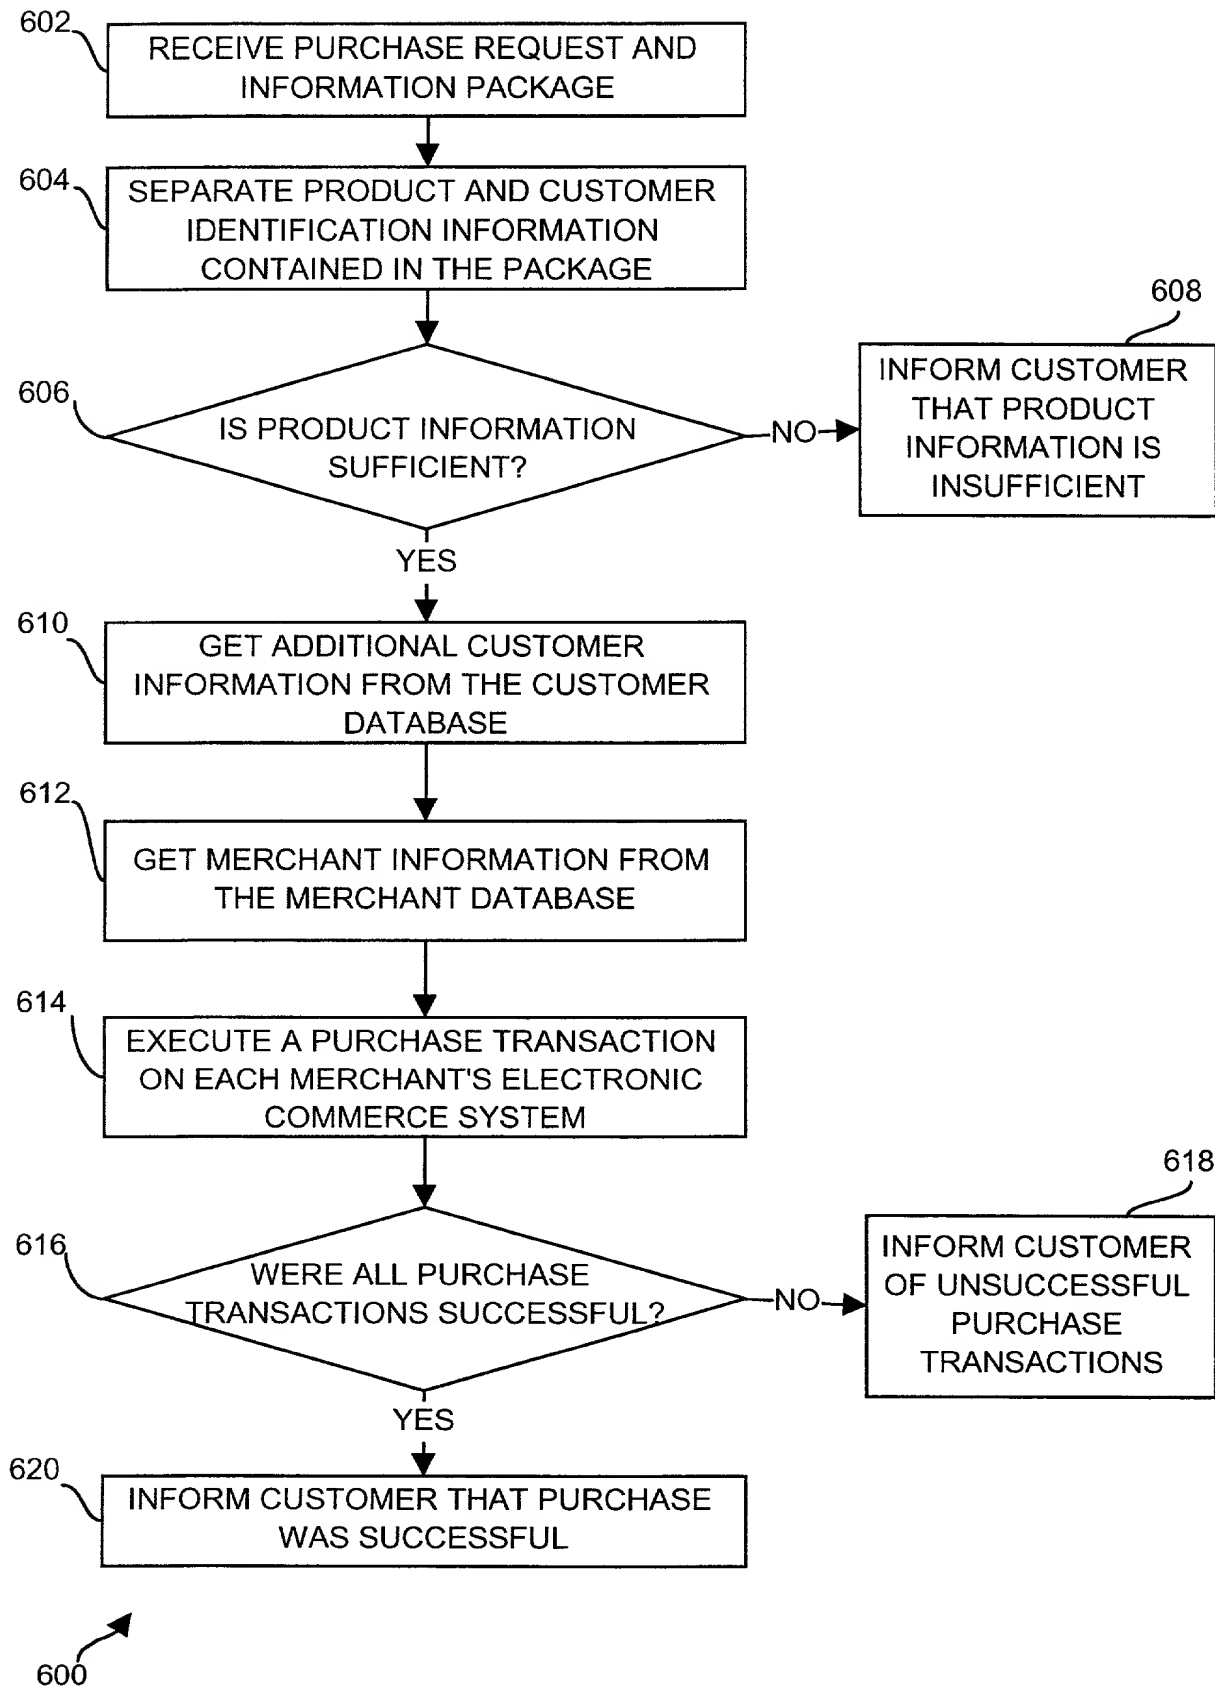 602
RECEIVE PURCHASE REQUEST AND
INFORMATION PACKAGE
604
SEPARATE PRODUCT AND CUSTOMER
IDENTIFICATION INFORMATION
CONTAINED IN THE PACKAGE
606
IS PRODUCT INFORMATION
SUFFICIENT?
NO
608
INFORM CUSTOMER
THAT PRODUCT
INFORMATION IS
INSUFFICIENT
YES
610
GET ADDITIONAL CUSTOMER
INFORMATION FROM THE CUSTOMER
DATABASE
612
GET MERCHANT INFORMATION FROM
THE MERCHANT DATABASE
614
EXECUTE A PURCHASE TRANSACTION
ON EACH MERCHANT'S ELECTRONIC
COMMERCE SYSTEM
616
WERE ALL PURCHASE
TRANSACTIONS SUCCESSFUL?
NO
618
INFORM CUSTOMER
OF UNSUCCESSFUL
PURCHASE
TRANSACTIONS
YES
620
INFORM CUSTOMER THAT PURCHASE
WAS SUCCESSFUL
600